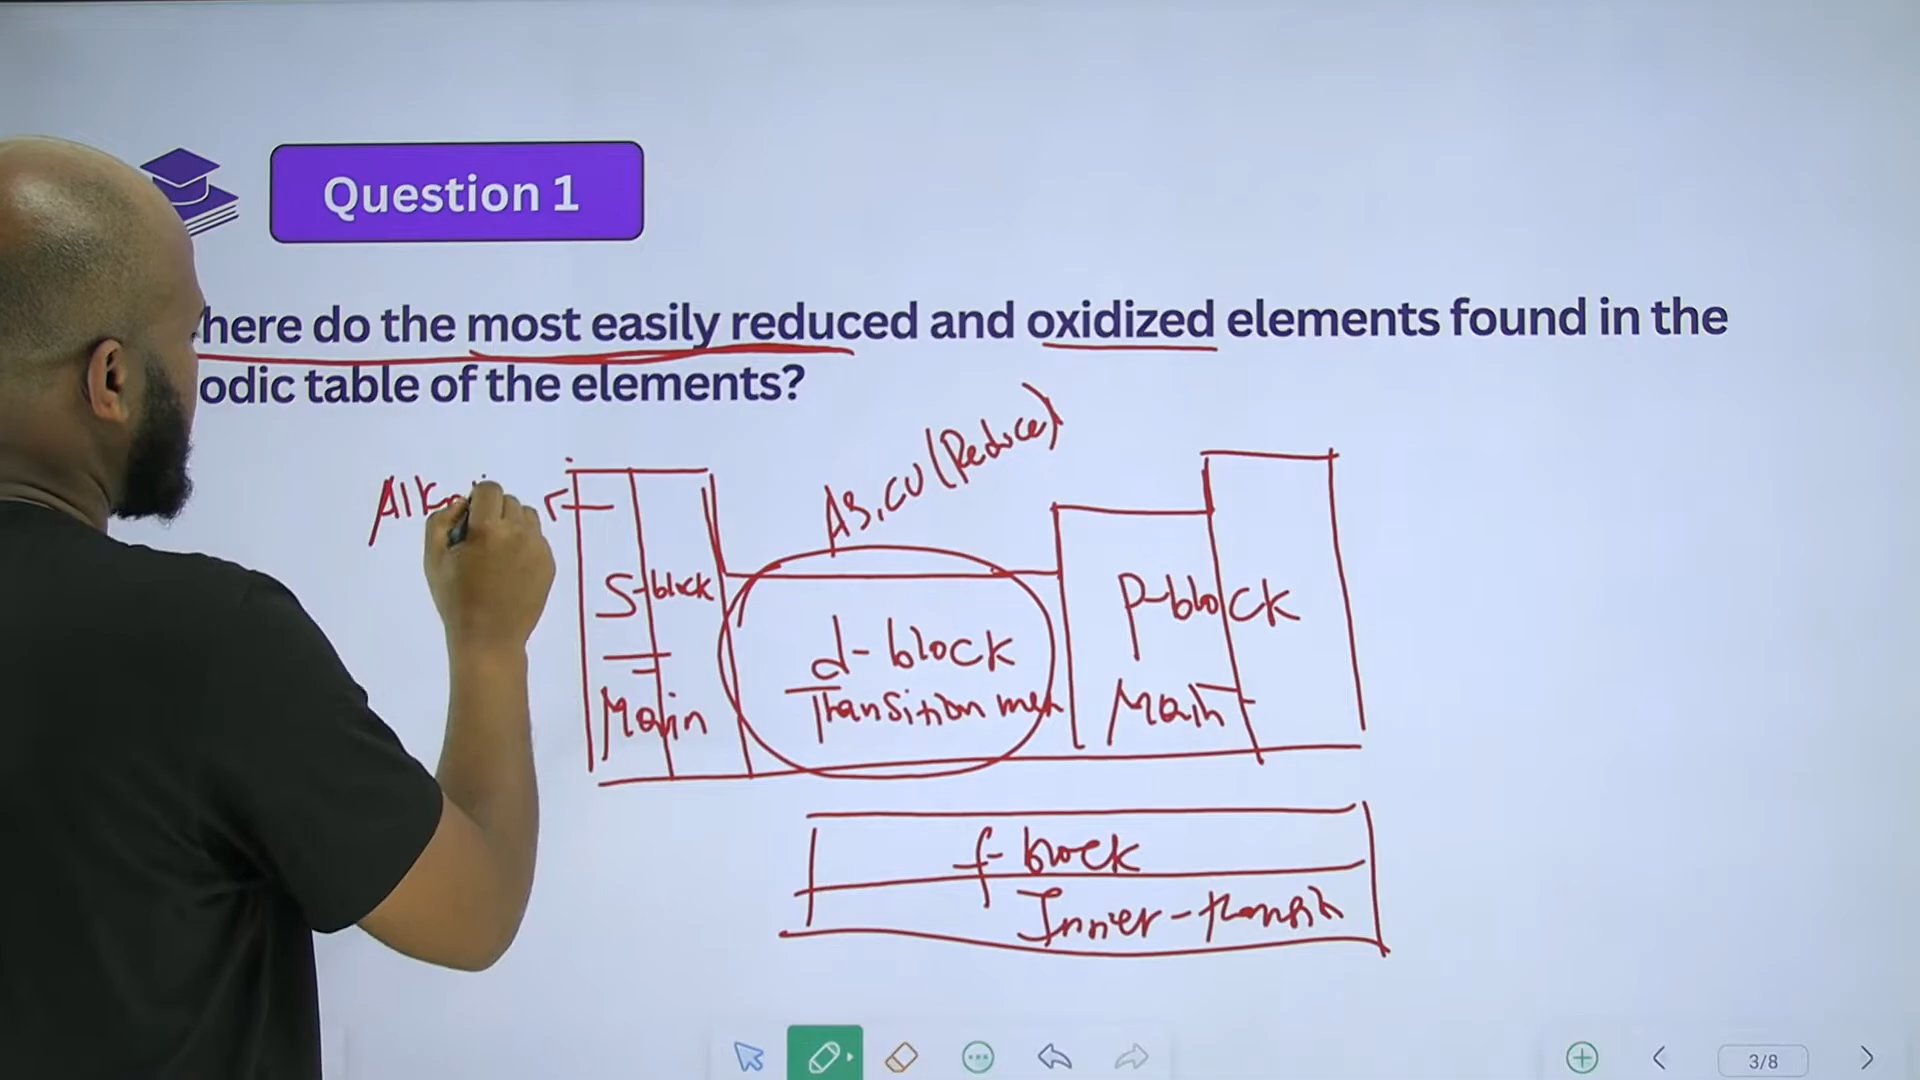 Question 1
here do the most easily reduced and oxidized elements found in the
odic table of the elements?
Ag, CU (Reduce)
S-block
Main
d-block
Transition met
P-block
Main
f-block
Inner-transih
3/8